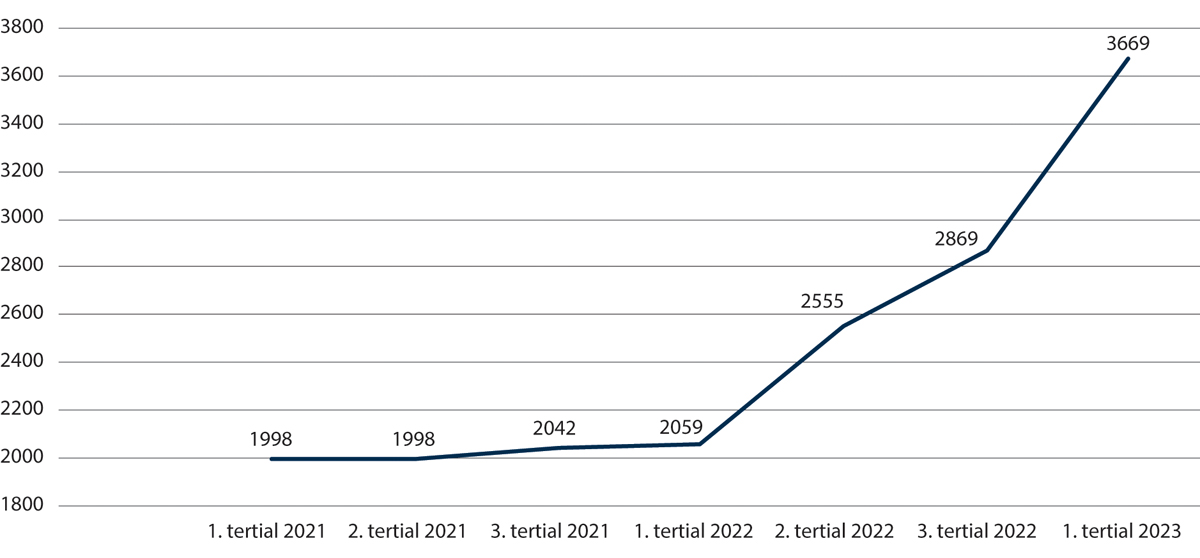 3800
3600
3400
3200
3000
2800
2600
2400
2200
2000
1800
1998
1998
2042
2059
2555
2869
3669
1. tertial 2021
2. tertial 2021
3. tertial 2021
1. tertial 2022
2. tertial 2022
3. tertial 2022
1. tertial 2023